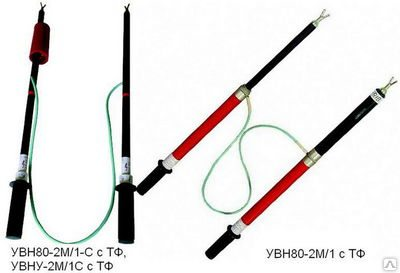 УВН80-2М/1-С с ТФ,
УВНУ-2М/1С с ТФ
УВН80-2М/1 с ТФ